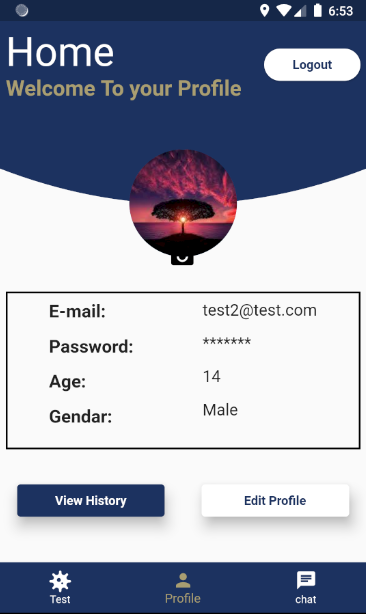 6:53
Home
Logout
Welcome To your Profile
E-mail: test2@test.com
Password: *******
Age: 14
Gendar: Male
View History Edit Profile
Test Profile chat